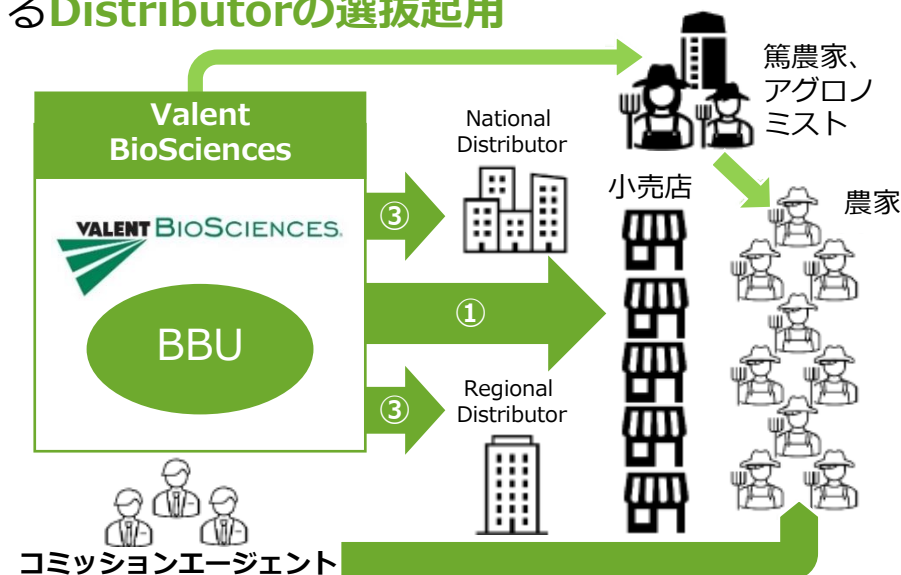 るDistributorの選抜起用
篤農家、
アグロノ
ミスト
Valent
BioSciences
National
Distributor
小売店
農家
VALENT BIOSCIENCES.
③
①
BBU
Regional
Distributor
③
コミッションエージェント